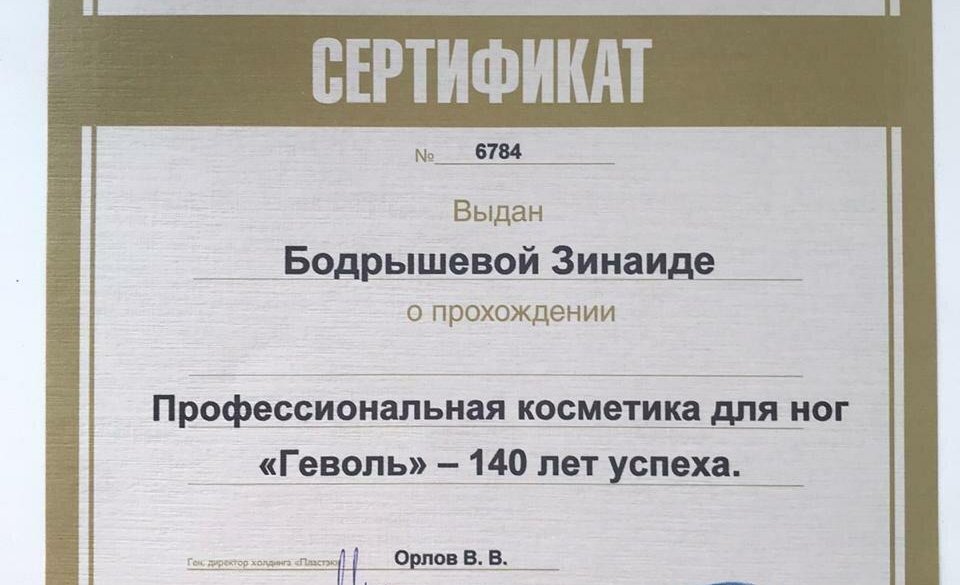 СЕРТИФИКАТ
№ 6784
Выдан
Бодрышевой Зинаиде
о прохождении
Профессиональная косметика для ног
«Геволь» – 140 лет успеха.
Ген. директор холдинга «Пластэк» Орлов В. В.